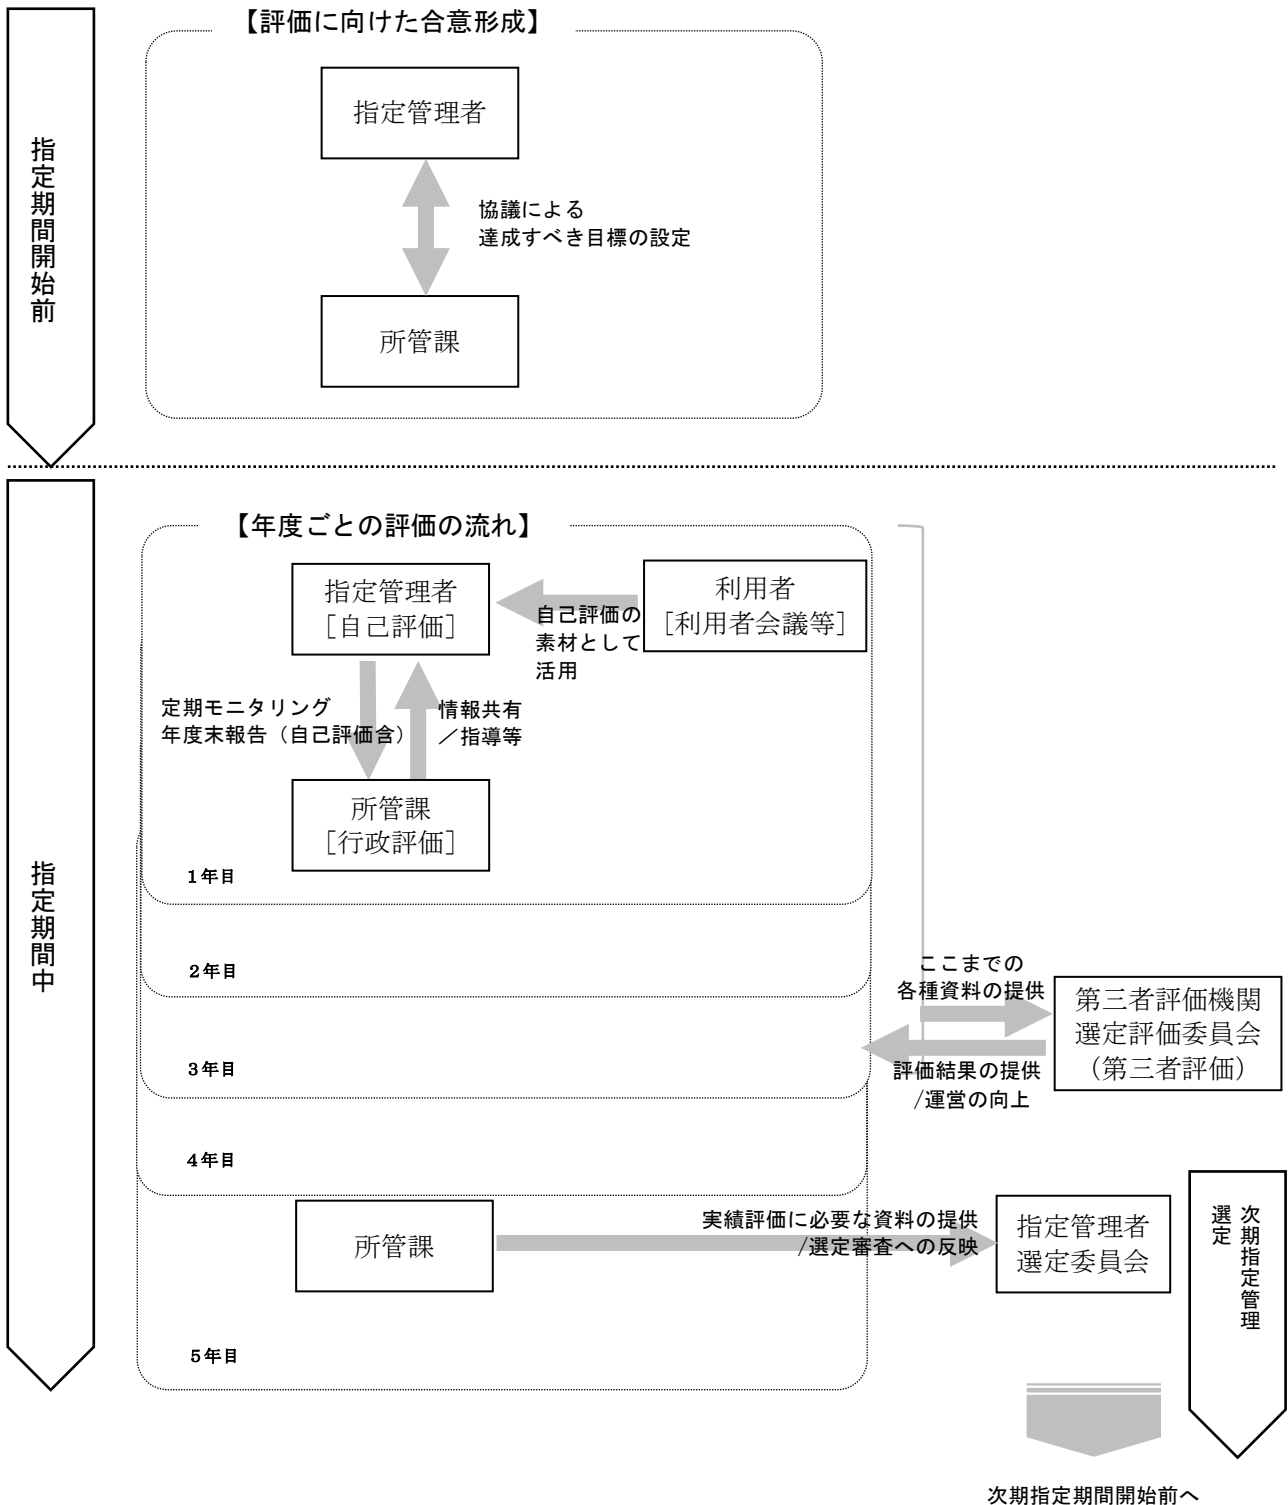 【評価に向けた合意形成】
指定期間開始前
指定管理者
協議による
達成すべき目標の設定
所管課
指定期間中
【年度ごとの評価の流れ】
指定管理者
［自己評価］
利用者
［利用者会議等］
自己評価の
素材として
活用
定期モニタリング
年度末報告（自己評価含）
情報共有
／指導等
所管課
［行政評価］
１年目
２年目
ここまでの
各種資料の提供
第三者評価機関
選定評価委員会
（第三者評価）
３年目
評価結果の提供
/運営の向上
４年目
所管課
実績評価に必要な資料の提供
/選定審査への反映
指定管理者
選定委員会
次期指定管理
選定
５年目
次期指定期間開始前へ